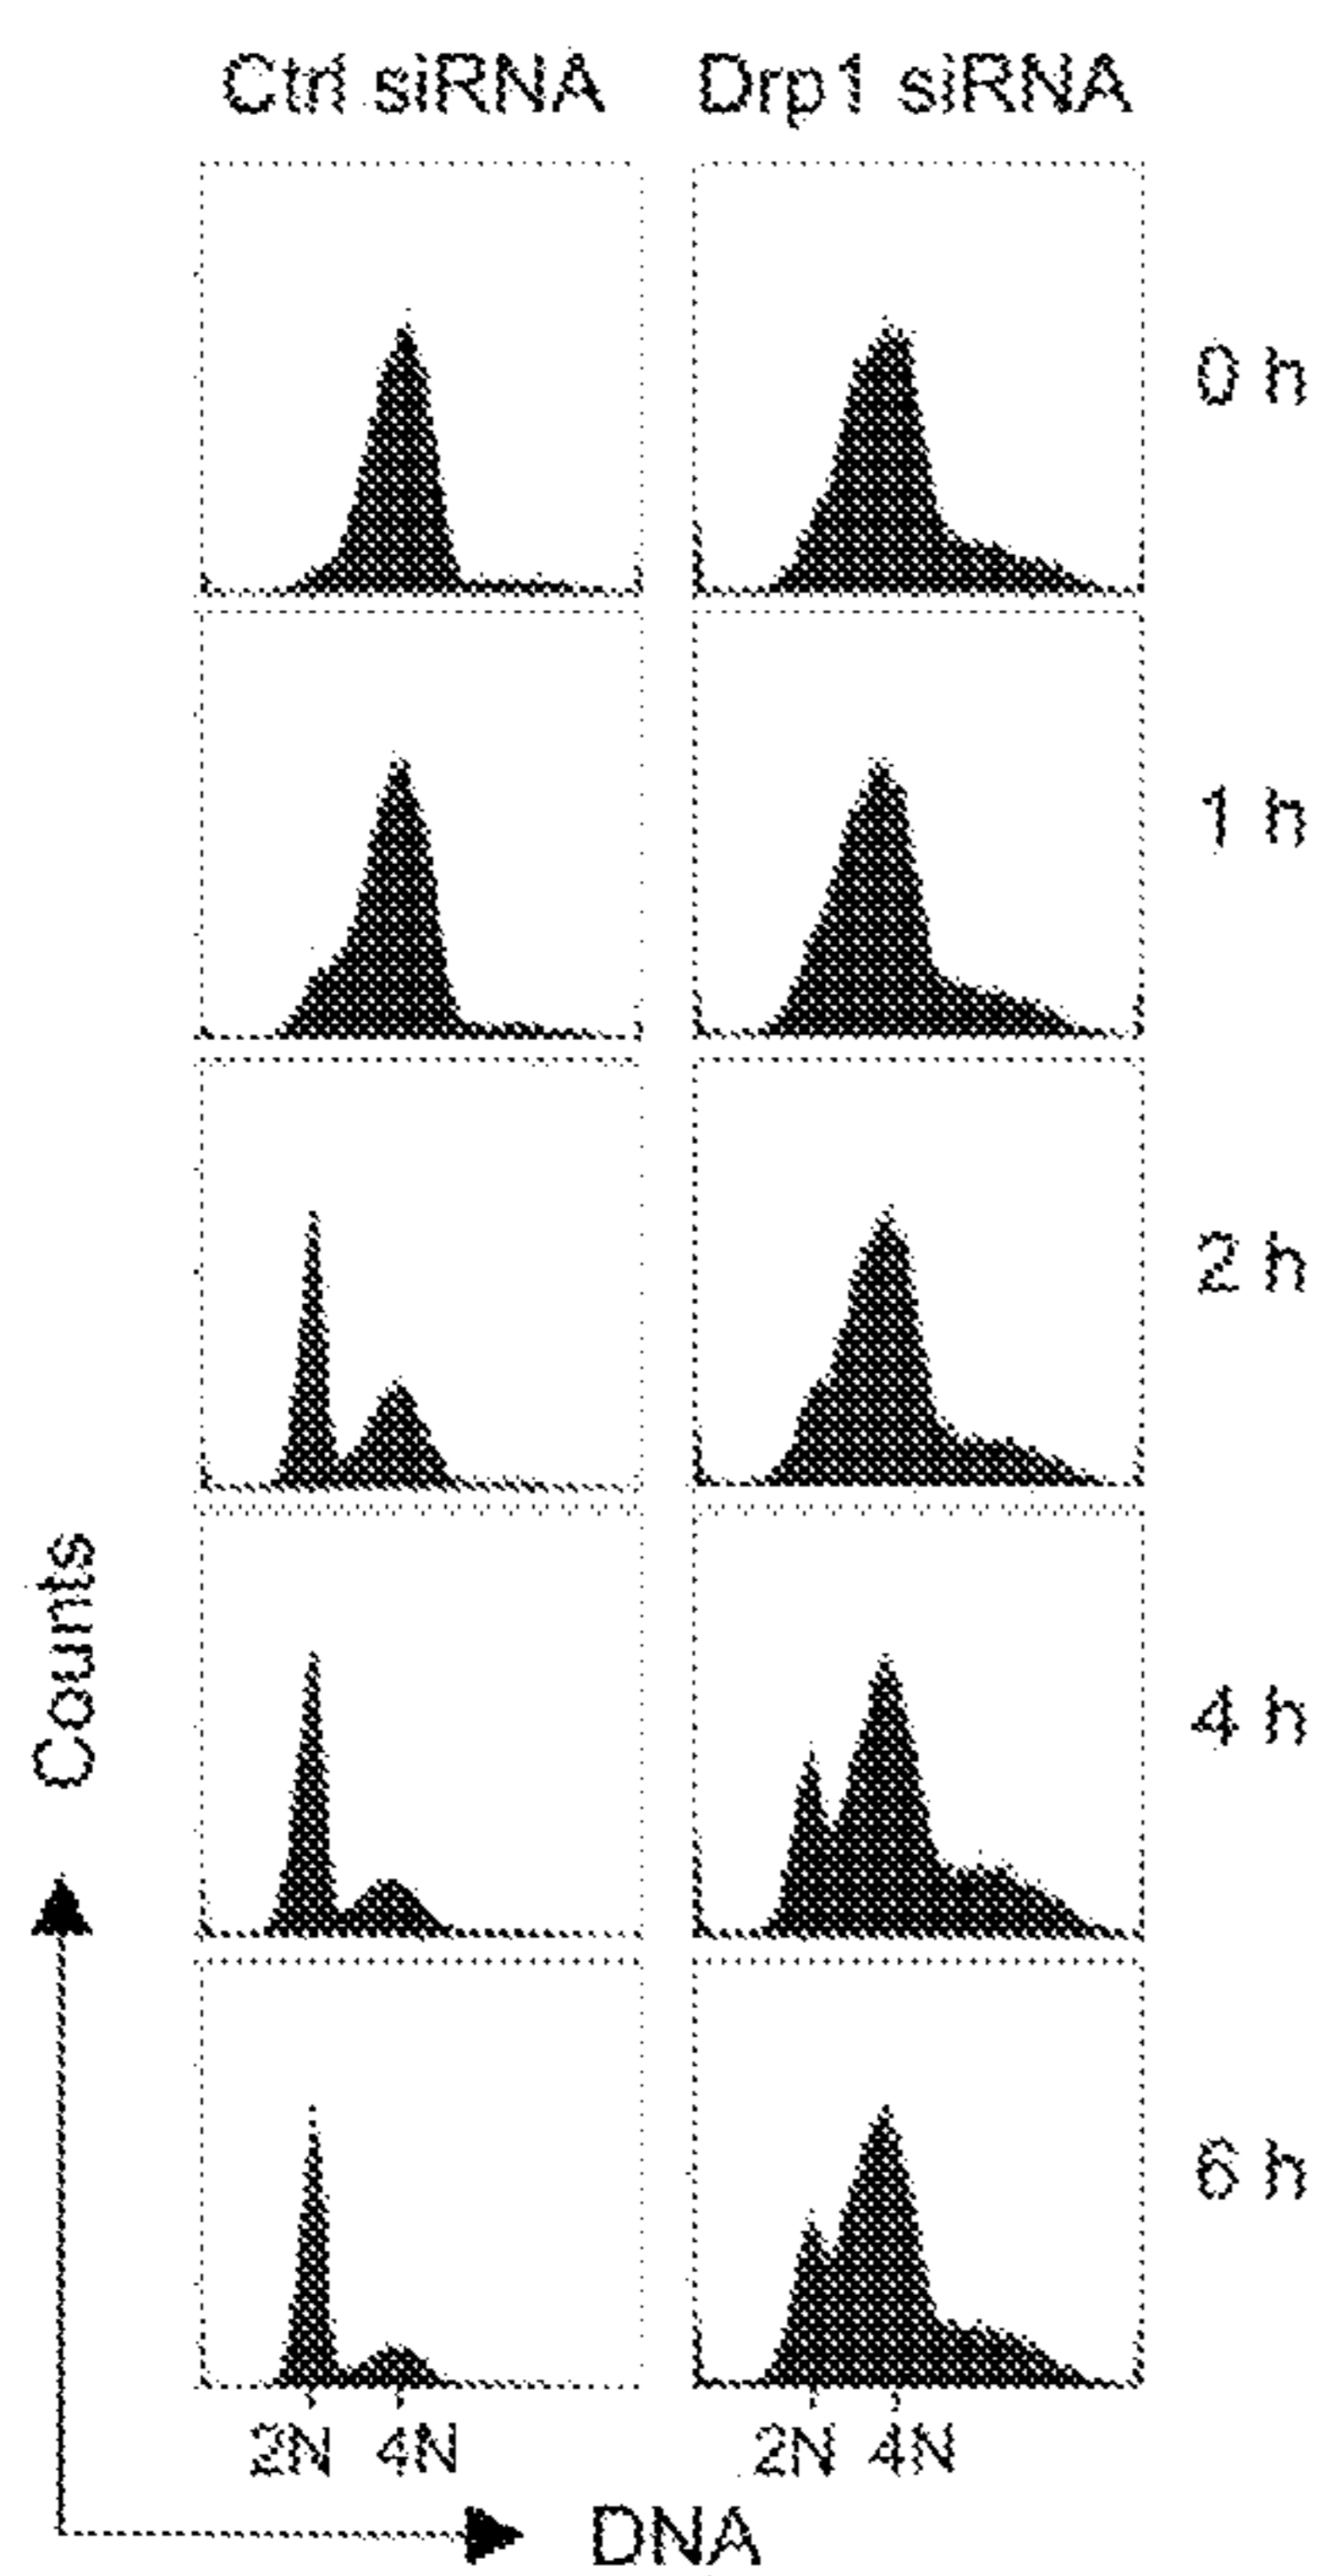 Ctrl siRNA Drp1 siRNA
0 h
1 h
2 h
4 h
6 h
Counts
2N 4N 2N 4N
DNA